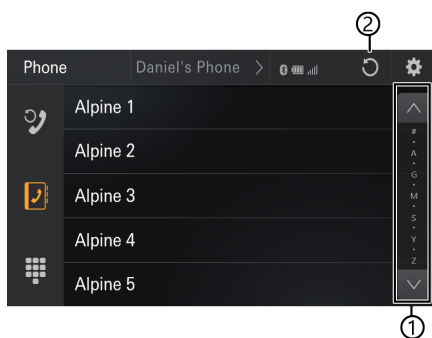 ②
Phone Daniel's Phone >
Alpine 1
Alpine 2
Alpine 3
Alpine 4
Alpine 5
#
•
A
•
G
•
M
•
S
•
Y
•
Z
①